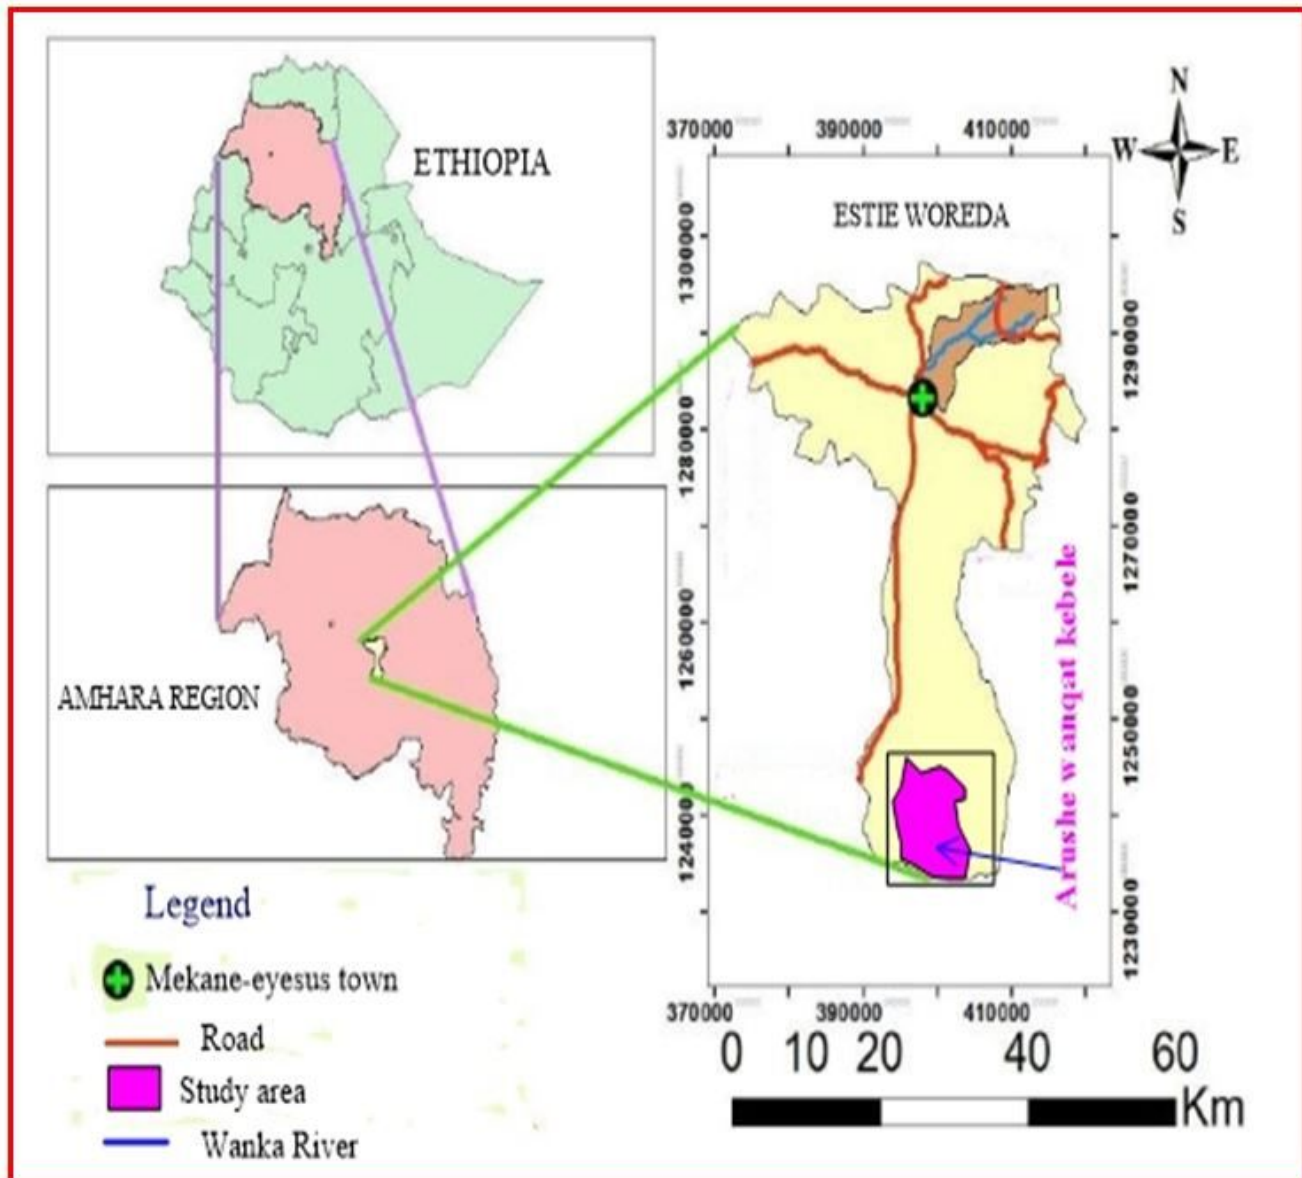 ETHIOPIA
AMHARA REGION
N
W E
S
370000 390000 410000
ESTIE WOREDA
1300000
1290000
1280000
1270000
1260000
1250000
1240000
1230000
Arushe wanqat kebele
370000 390000 410000
0 10 20 40 60
Km
Legend
Mekane-eyesus town
Road
Study area
Wanka River